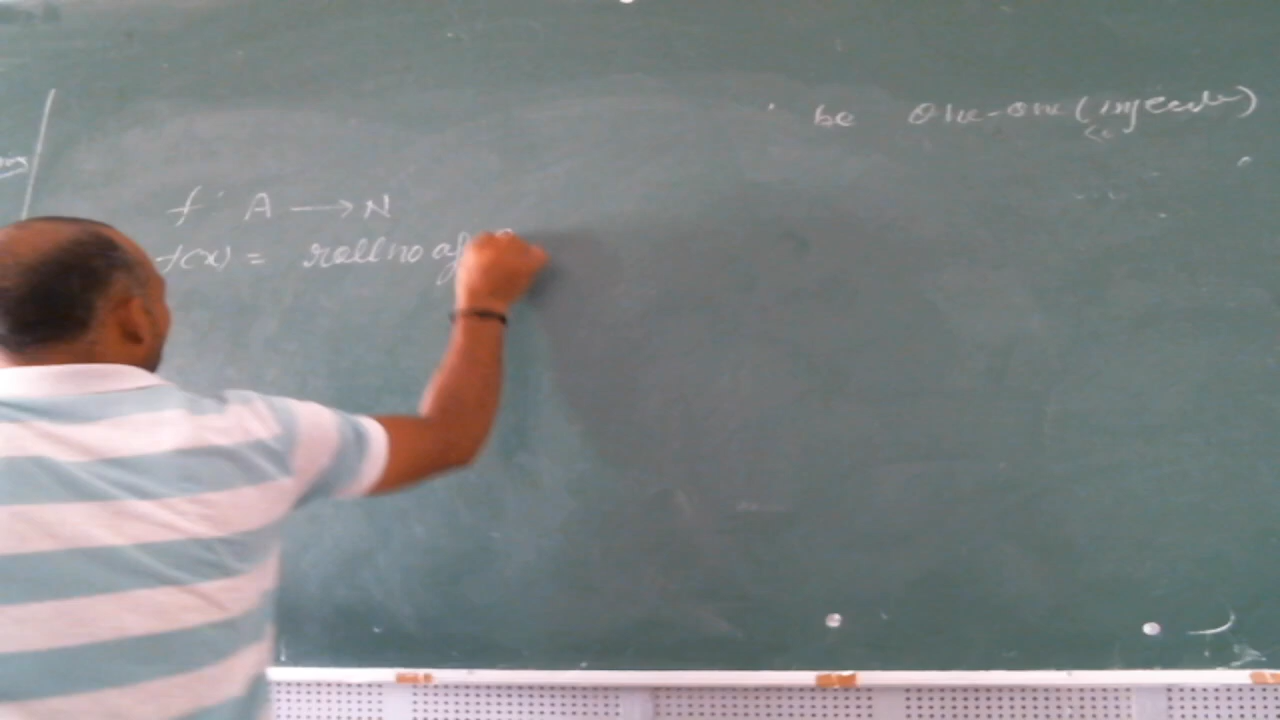 be one-one (injective)
f: A → N
f(x) = roll no of